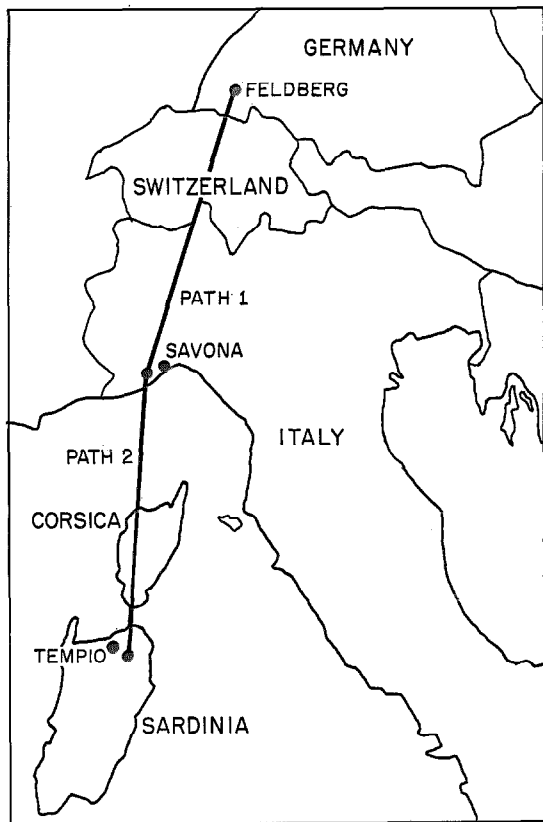 GERMANY
FELDBERG
SWITZERLAND
PATH 1
SAVONA
ITALY
PATH 2
CORSICA
TEMPIO
SARDINIA